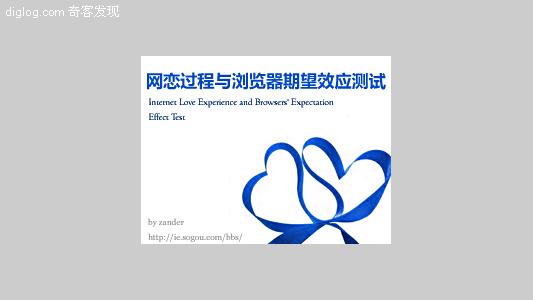 diglog.com 奇客发现
网恋过程与浏览器期望效应测试
Internet Love Experience and Browsers' Expectation
Effect Test
by zander
http://ie.sogou.com/bbs/